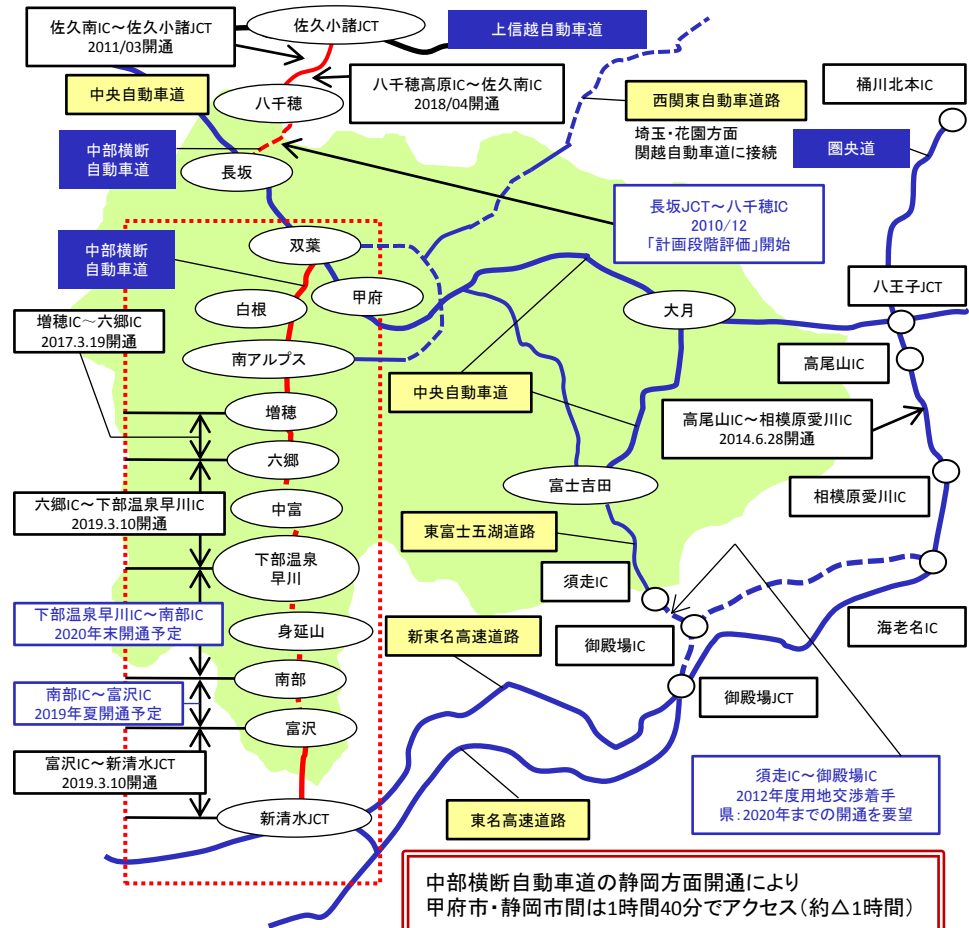 佐久南IC～佐久小諸JCT
2011/03開通
佐久小諸JCT
上信越自動車道
中央自動車道
八千穂
八千穂高原IC～佐久南IC
2018/04開通
西関東自動車道路
埼玉・花園方面
関越自動車道に接続
桶川北本IC
圏央道
中部横断
自動車道
長坂
長坂JCT～八千穂IC
2010/12
「計画段階評価」開始
中部横断
自動車道
双葉
甲府
白根
大月
八王子JCT
増穂IC～六郷IC
2017.3.19開通
南アルプス
高尾山IC
中央自動車道
増穂
高尾山IC～相模原愛川IC
2014.6.28開通
六郷
富士吉田
相模原愛川IC
六郷IC～下部温泉早川IC
2019.3.10開通
中富
東富士五湖道路
下部温泉
早川
須走IC
下部温泉早川IC～南部IC
2020年末開通予定
身延山
新東名高速道路
御殿場IC
海老名IC
南部IC～富沢IC
2019年夏開通予定
南部
御殿場JCT
富沢
富沢IC～新清水JCT
2019.3.10開通
須走IC～御殿場IC
2012年度用地交渉着手
県：2020年までの開通を要望
新清水JCT
東名高速道路
中部横断自動車道の静岡方面開通により
甲府市・静岡市間は1時間40分でアクセス（約△1時間）